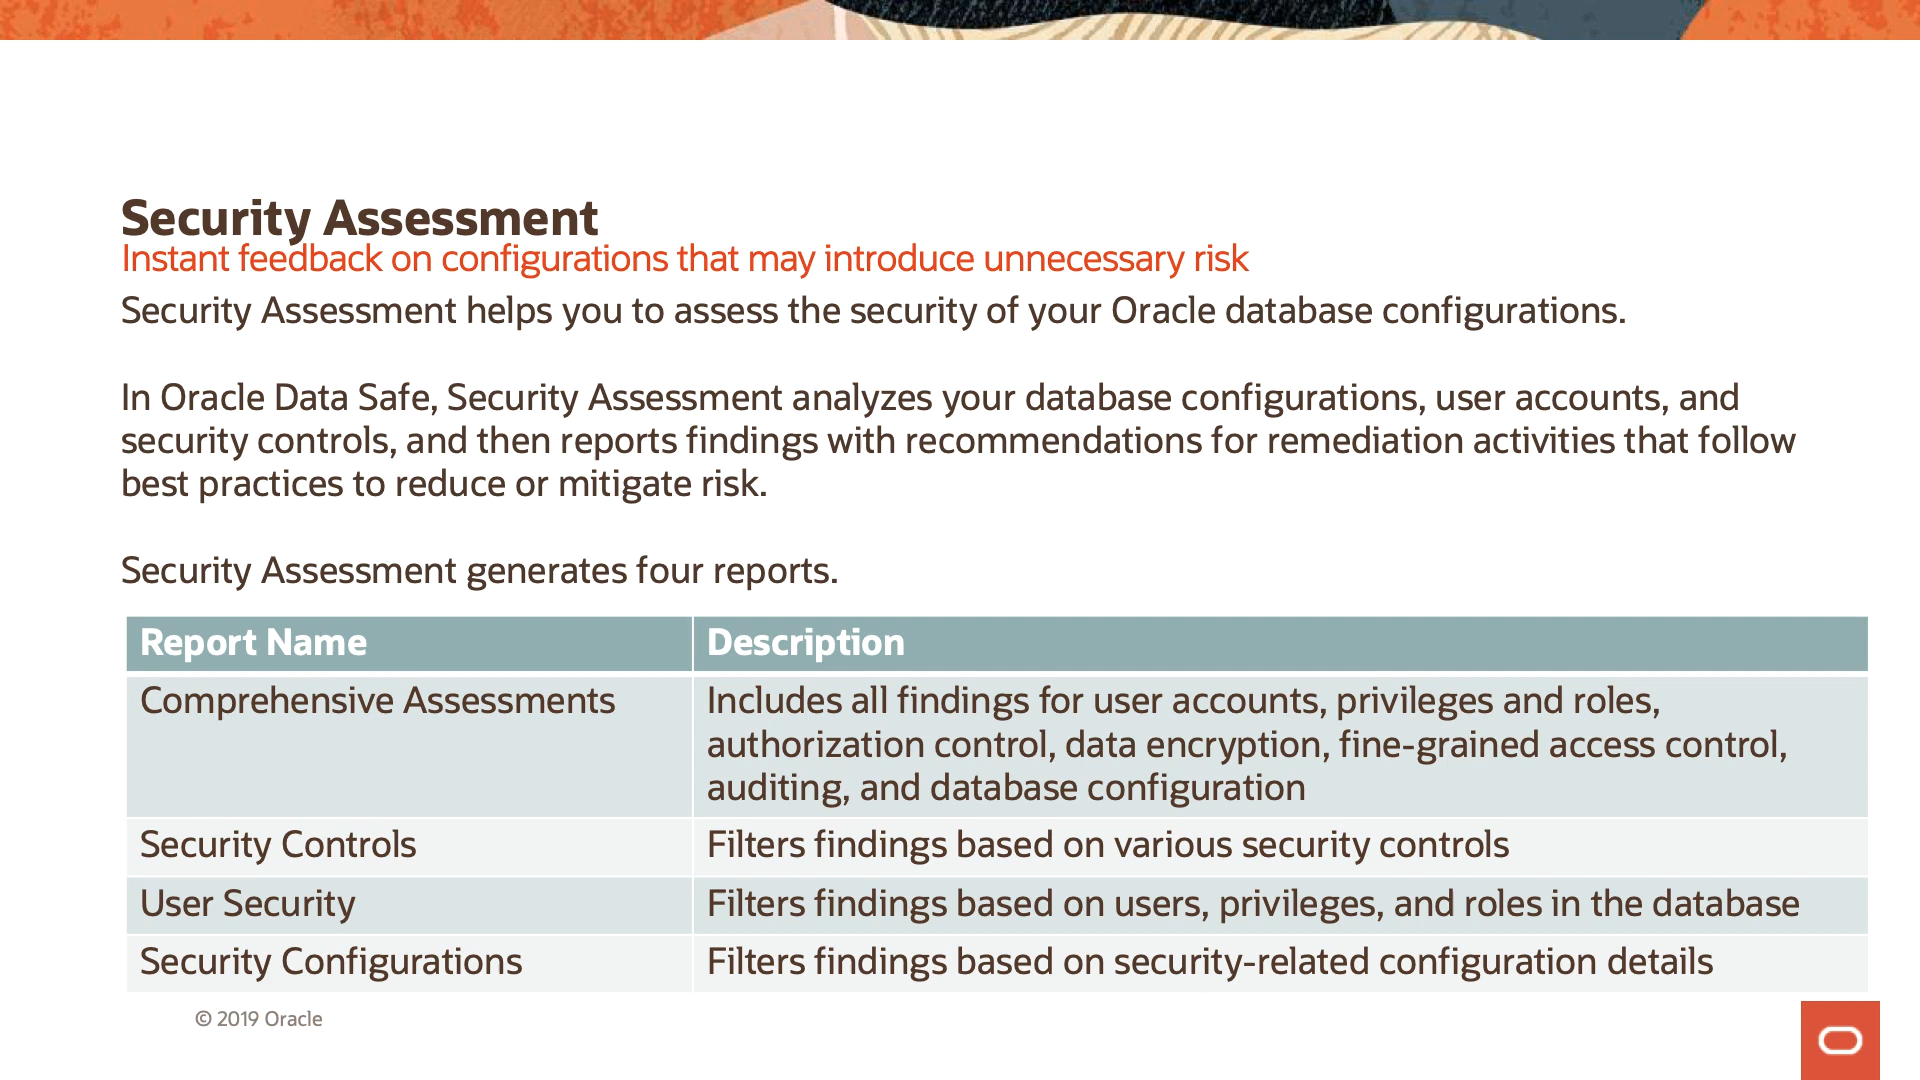 Security Assessment
Instant feedback on configurations that may introduce unnecessary risk
Security Assessment helps you to assess the security of your Oracle database configurations.
In Oracle Data Safe, Security Assessment analyzes your database configurations, user accounts, and
security controls, and then reports findings with recommendations for remediation activities that follow
best practices to reduce or mitigate risk.
Security Assessment generates four reports.
Report Name Description
Comprehensive Assessments Includes all findings for user accounts, privileges and roles,
authorization control, data encryption, fine-grained access control,
auditing, and database configuration
Security Controls Filters findings based on various security controls
User Security Filters findings based on users, privileges, and roles in the database
Security Configurations Filters findings based on security-related configuration details
© 2019 Oracle